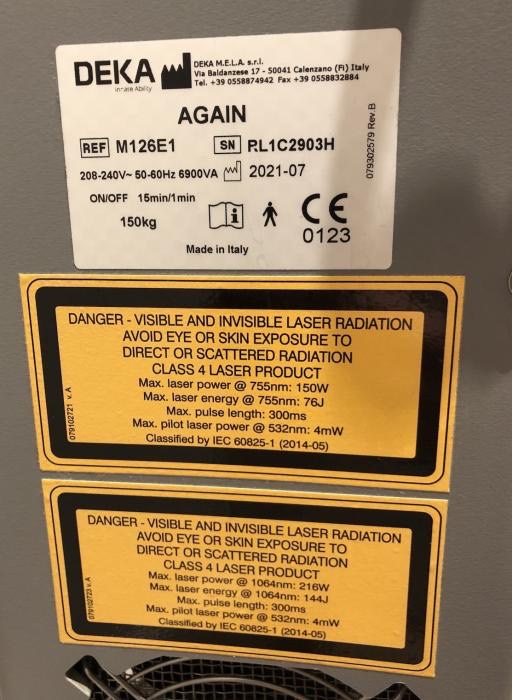 DEKA
Innate Ability
DEKA M.E.L.A. s.r.l.
Via Baldanzese 17 - 50041 Calenzano (FI) Italy
Tel. +39 0558874942 Fax +39 0558832884
AGAIN
REF M126E1 SN RL1C2903H
208-240V~ 50-60Hz 6900VA 2021-07
ON/OFF 15min/1min
150kg
i
CE
0123
Made in Italy
079302579 Rev.B
DANGER - VISIBLE AND INVISIBLE LASER RADIATION
AVOID EYE OR SKIN EXPOSURE TO
DIRECT OR SCATTERED RADIATION
CLASS 4 LASER PRODUCT
Max. laser power @ 755nm: 150W
Max. laser energy @ 755nm: 76J
Max. pulse length: 300ms
Max. pilot laser power @ 532nm: 4mW
Classified by IEC 60825-1 (2014-05)
079102721 v.A
DANGER - VISIBLE AND INVISIBLE LASER RADIATION
AVOID EYE OR SKIN EXPOSURE TO
DIRECT OR SCATTERED RADIATION
CLASS 4 LASER PRODUCT
Max. laser power @ 1064nm: 216W
Max. laser energy @ 1064nm: 144J
Max. pulse length: 300ms
Max. pilot laser power @ 532nm: 4mW
Classified by IEC 60825-1 (2014-05)
079102723 v.A